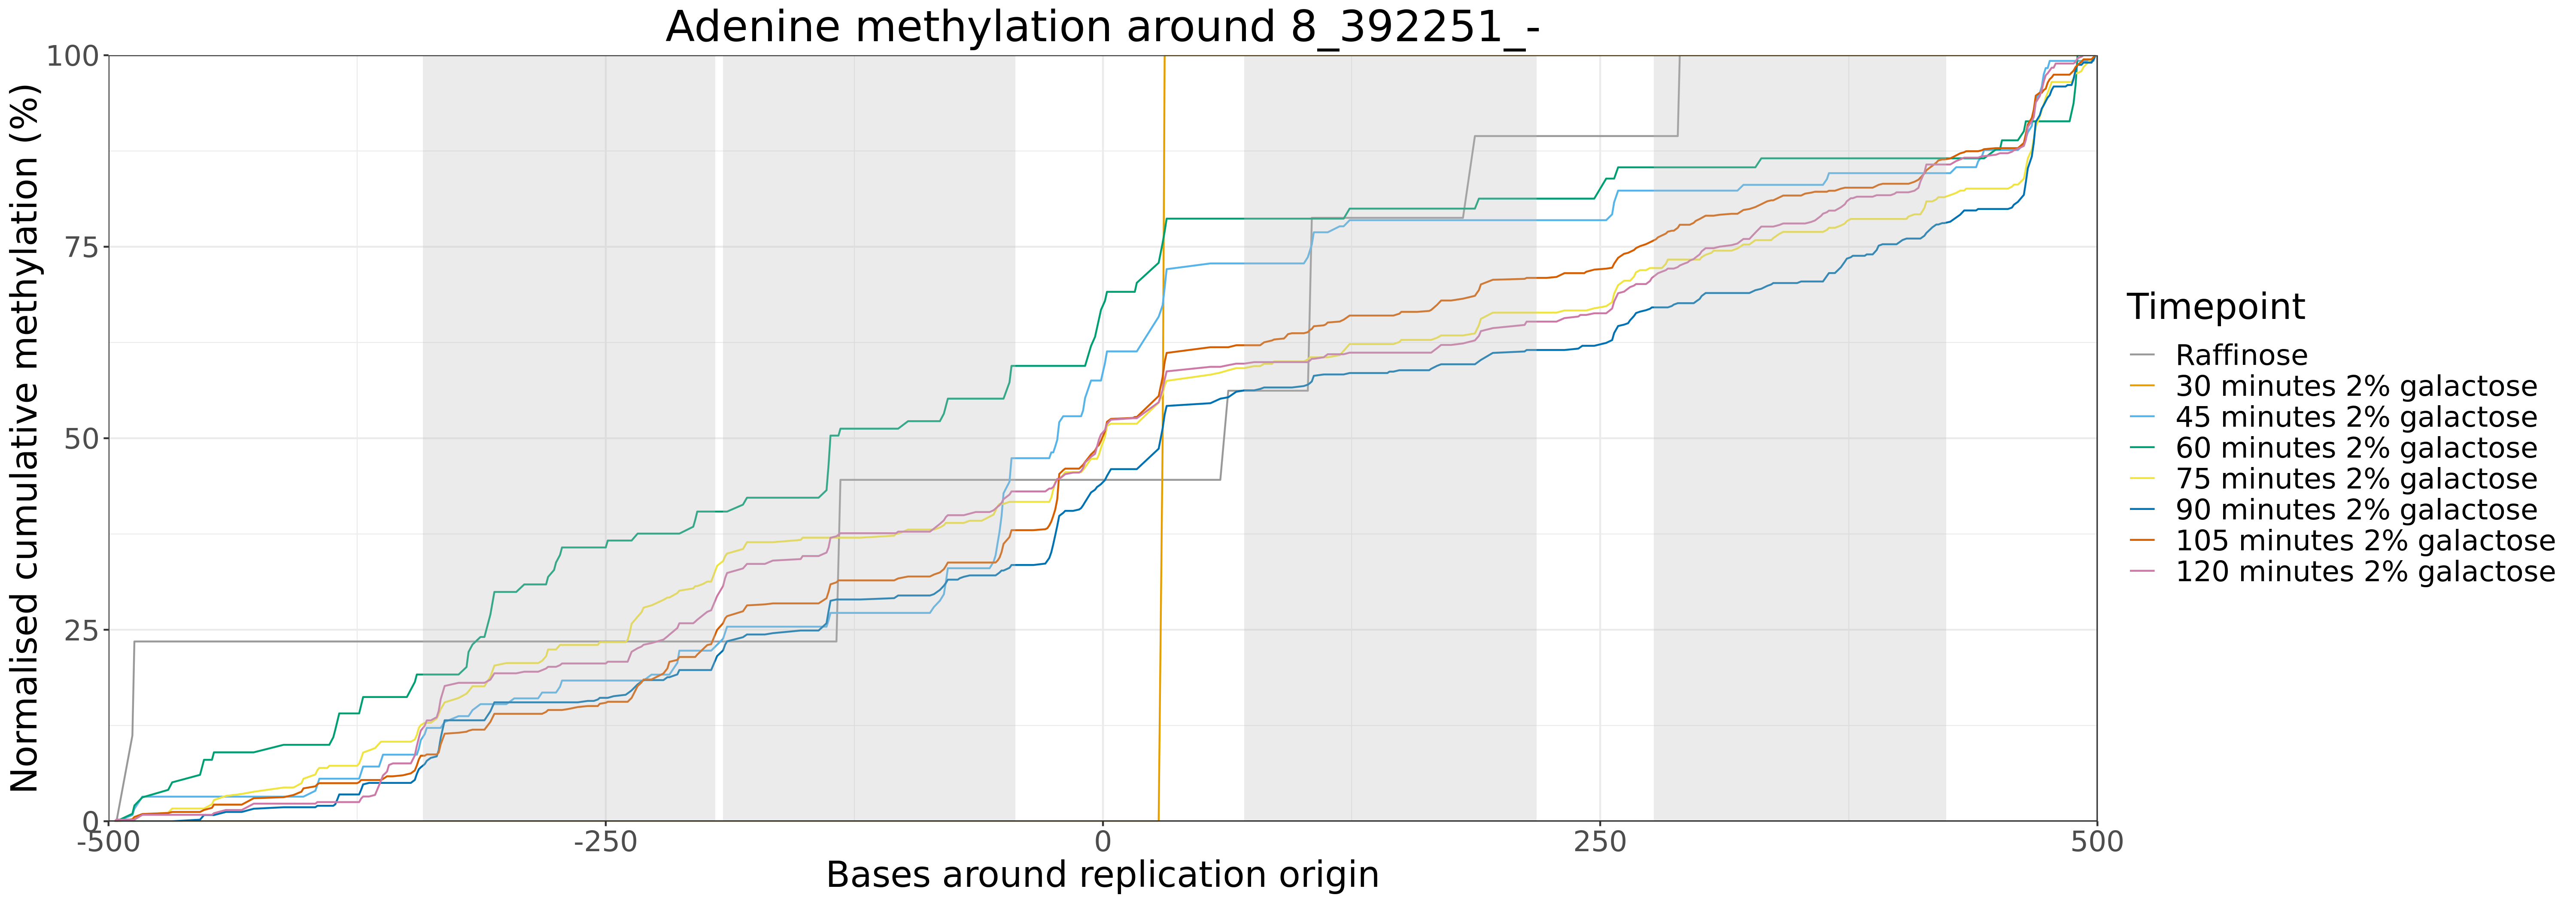 Adenine methylation around 8_392251_-
Normalised cumulative methylation (%)
100
75
50
25
0
-500
-250
0
250
500
Bases around replication origin
Timepoint
Raffinose
30 minutes 2% galactose
45 minutes 2% galactose
60 minutes 2% galactose
75 minutes 2% galactose
90 minutes 2% galactose
105 minutes 2% galactose
120 minutes 2% galactose